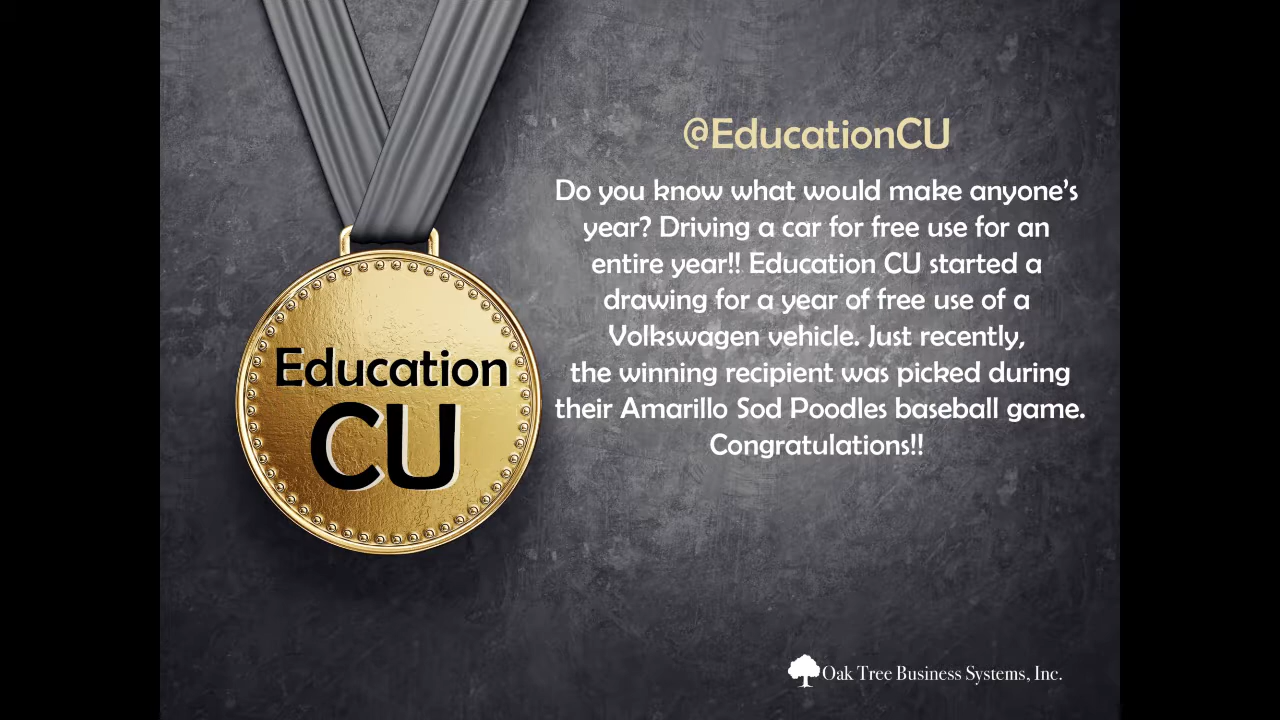 Education
CU
@EducationCU
Do you know what would make anyone's
year? Driving a car for free use for an
entire year!! Education CU started a
drawing for a year of free use of a
Volkswagen vehicle. Just recently,
the winning recipient was picked during
their Amarillo Sod Poodles baseball game.
Congratulations!!
Oak Tree Business Systems, Inc.